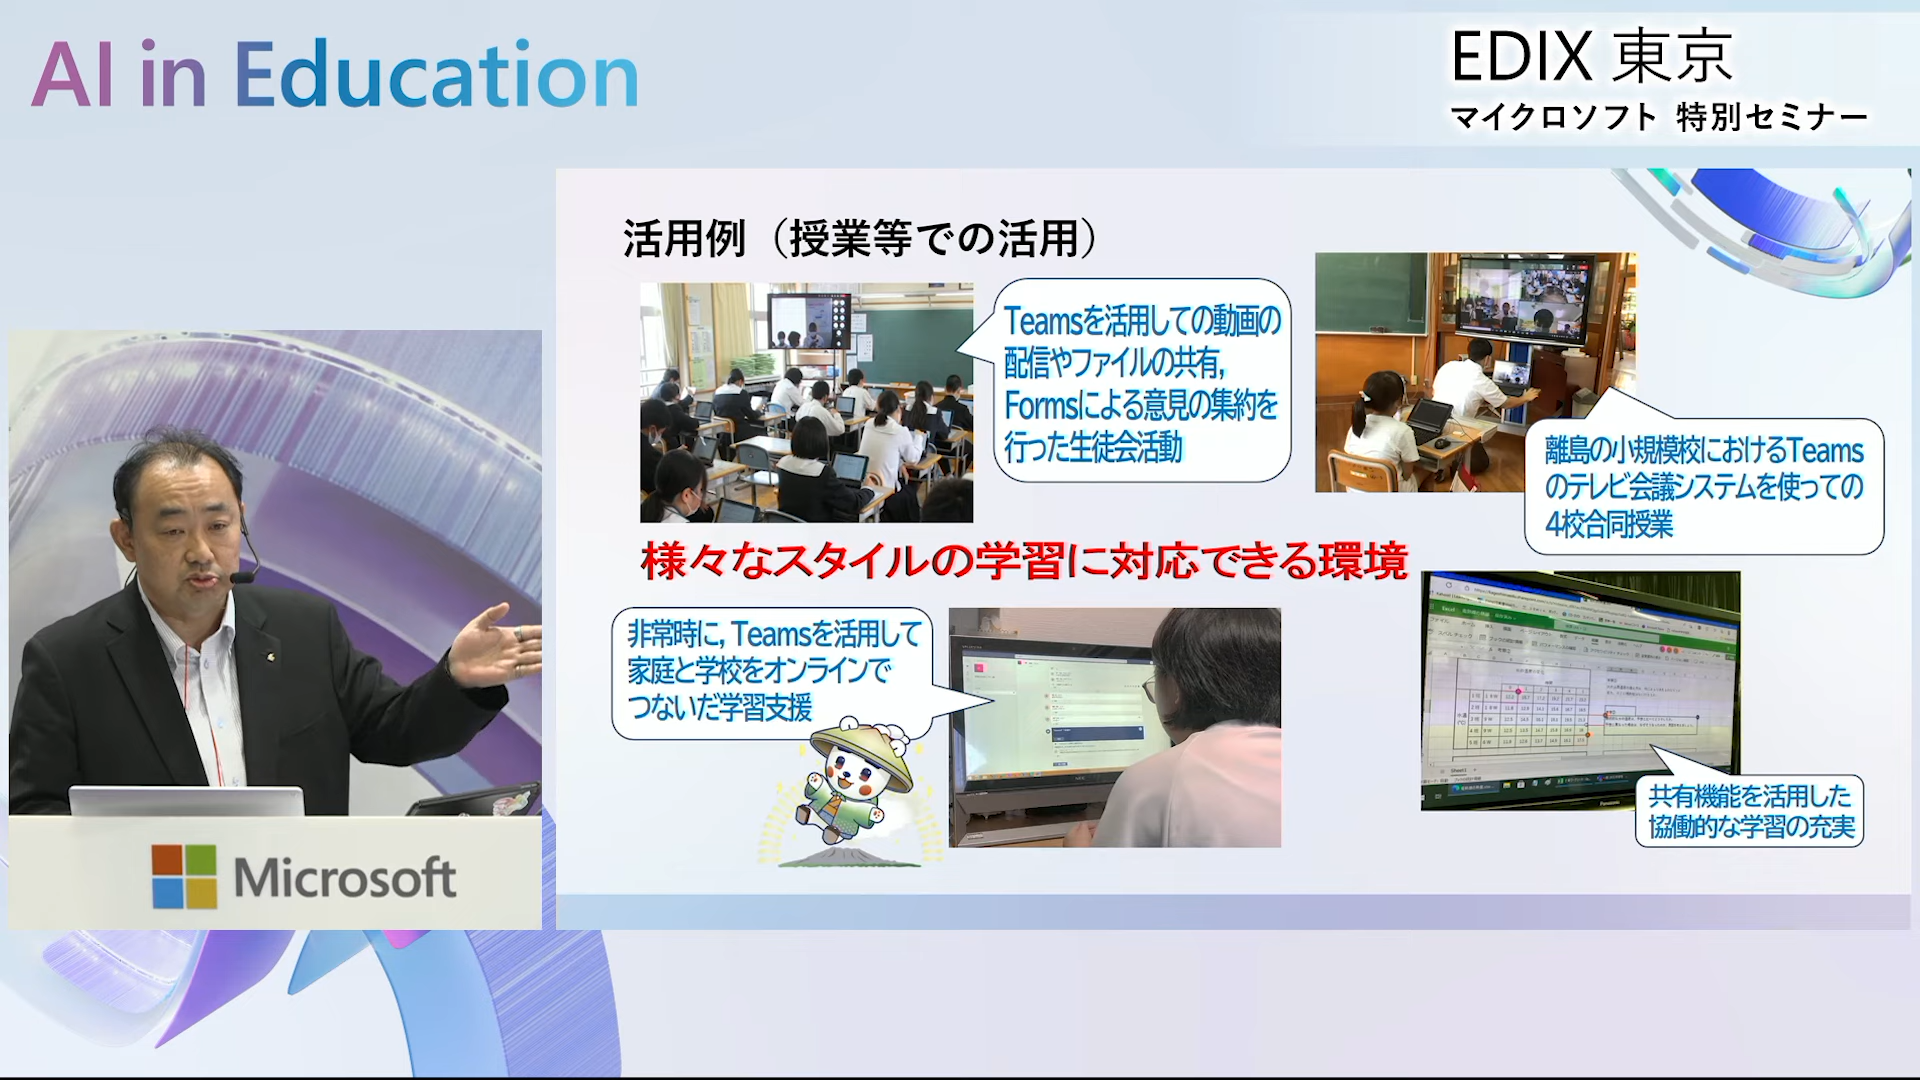 AI in Education
EDIX 東京
マイクロソフト 特別セミナー
活用例（授業等での活用）
Teamsを活用しての動画の
配信やファイルの共有，
Formsによる意見の集約を
行った生徒会活動
離島の小規模校におけるTeams
のテレビ会議システムを使っての
4校合同授業
様々なスタイルの学習に対応できる環境
非常時に，Teamsを活用して
家庭と学校をオンラインで
つないだ学習支援
共有機能を活用した
協働的な学習の充実
Microsoft